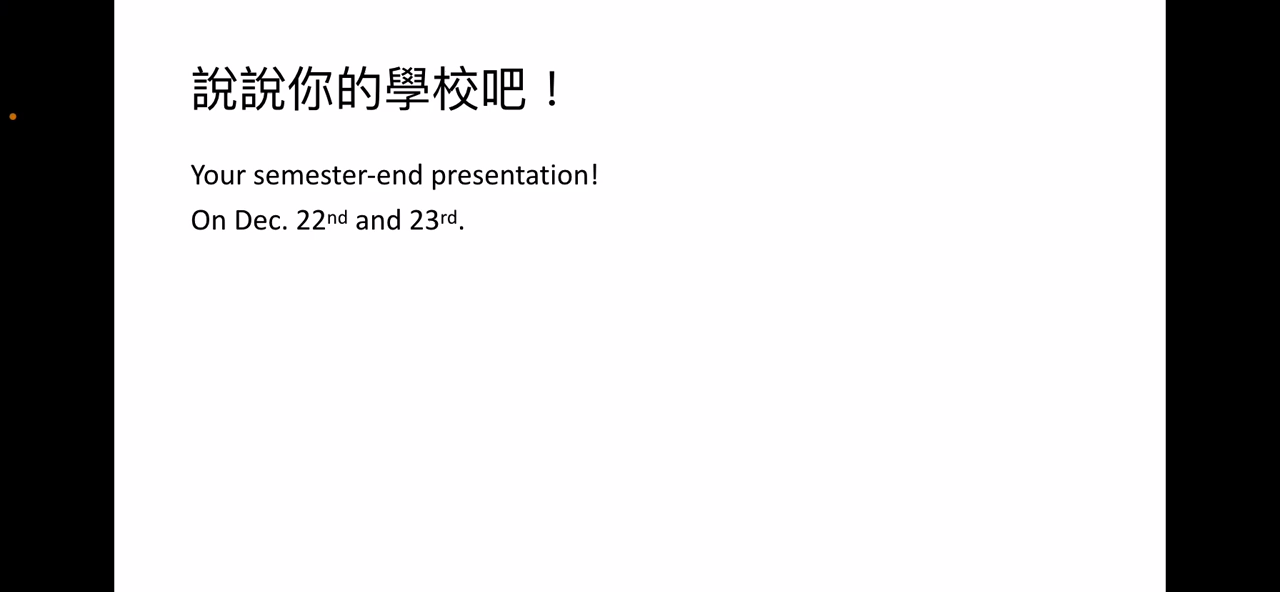 說說你的學校吧！
Your semester-end presentation!
On Dec. 22nd and 23rd.